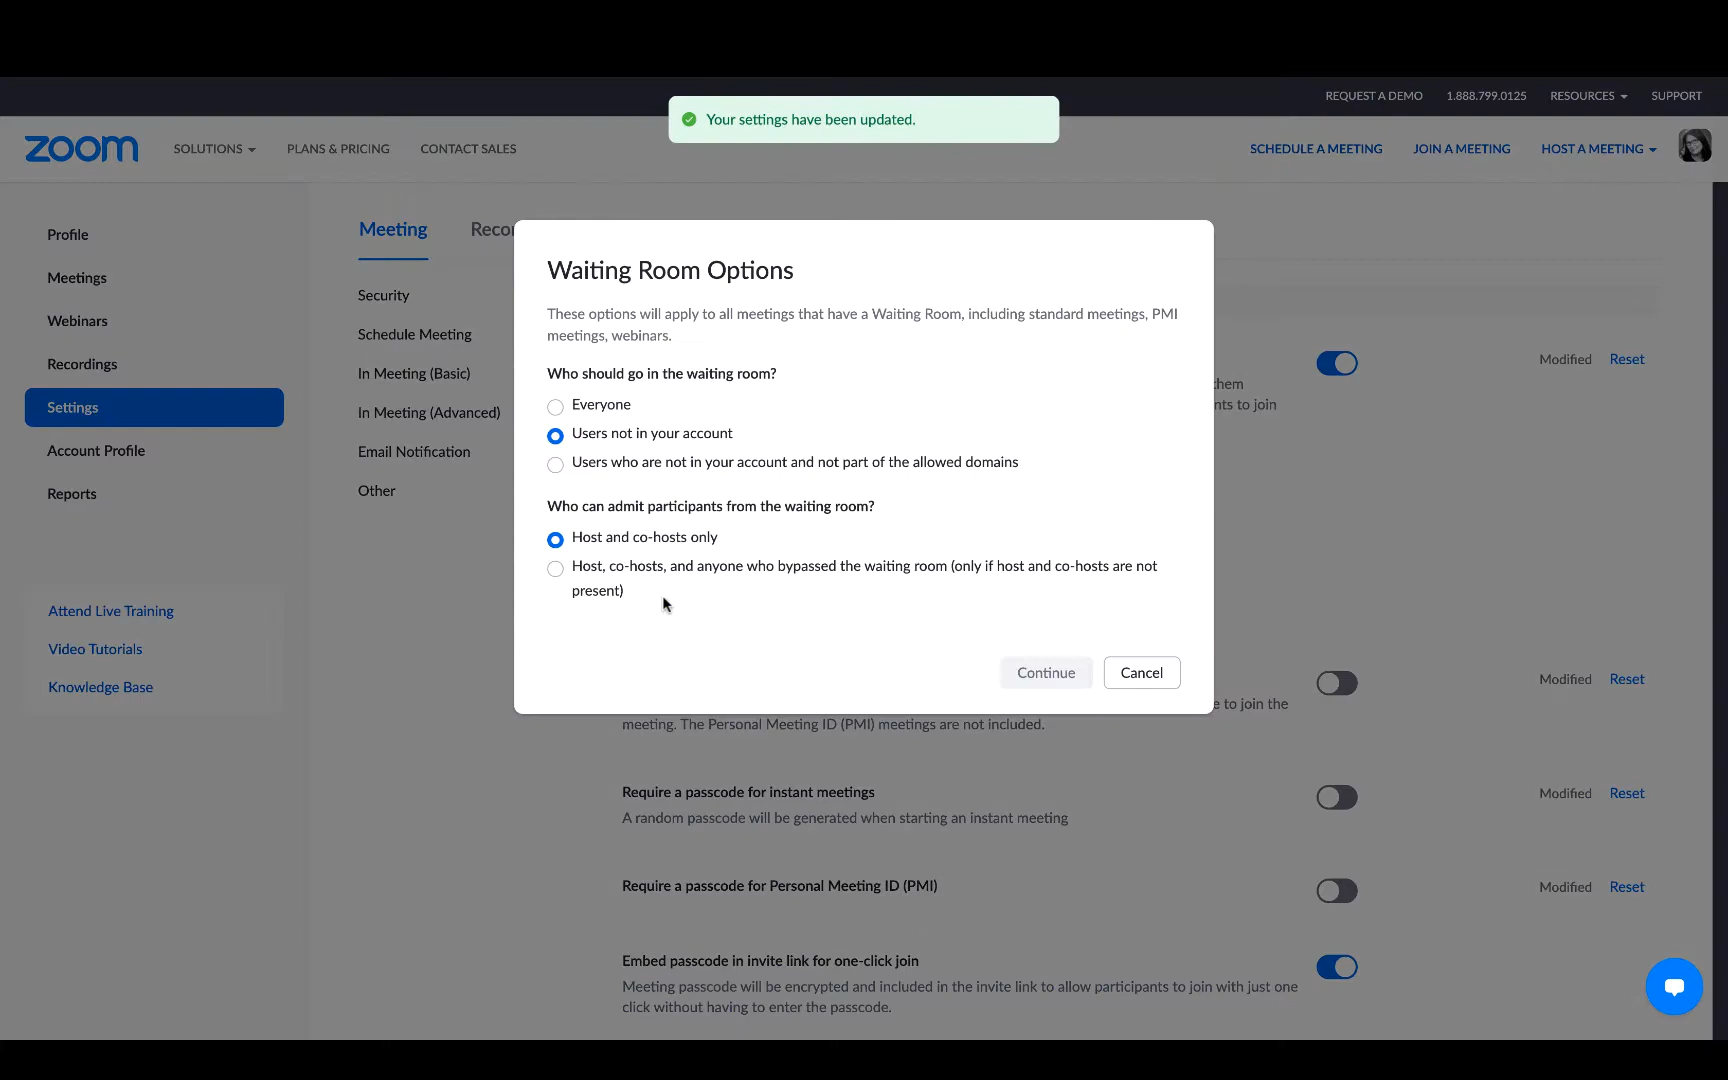 REQUEST A DEMO 1.888.799.0125 RESOURCES SUPPORT
Your settings have been updated.
zoom SOLUTIONS PLANS & PRICING CONTACT SALES SCHEDULE A MEETING JOIN A MEETING HOST A MEETING
Profile
Meetings
Webinars
Recordings
Settings
Account Profile
Reports
Attend Live Training
Video Tutorials
Knowledge Base
Meeting Recor
Security
Schedule Meeting
In Meeting (Basic)
In Meeting (Advanced)
Email Notification
Other
Waiting Room Options
These options will apply to all meetings that have a Waiting Room, including standard meetings, PMI
meetings, webinars.
Who should go in the waiting room?
Everyone
Users not in your account
Users who are not in your account and not part of the allowed domains
Who can admit participants from the waiting room?
Host and co-hosts only
Host, co-hosts, and anyone who bypassed the waiting room (only if host and co-hosts are not
present)
Continue Cancel
Modified Reset
them
nts to join
Modified Reset
e to join the
meeting. The Personal Meeting ID (PMI) meetings are not included.
Require a passcode for instant meetings
Modified Reset
A random passcode will be generated when starting an instant meeting
Require a passcode for Personal Meeting ID (PMI)
Modified Reset
Embed passcode in invite link for one-click join
Meeting passcode will be encrypted and included in the invite link to allow participants to join with just one
click without having to enter the passcode.